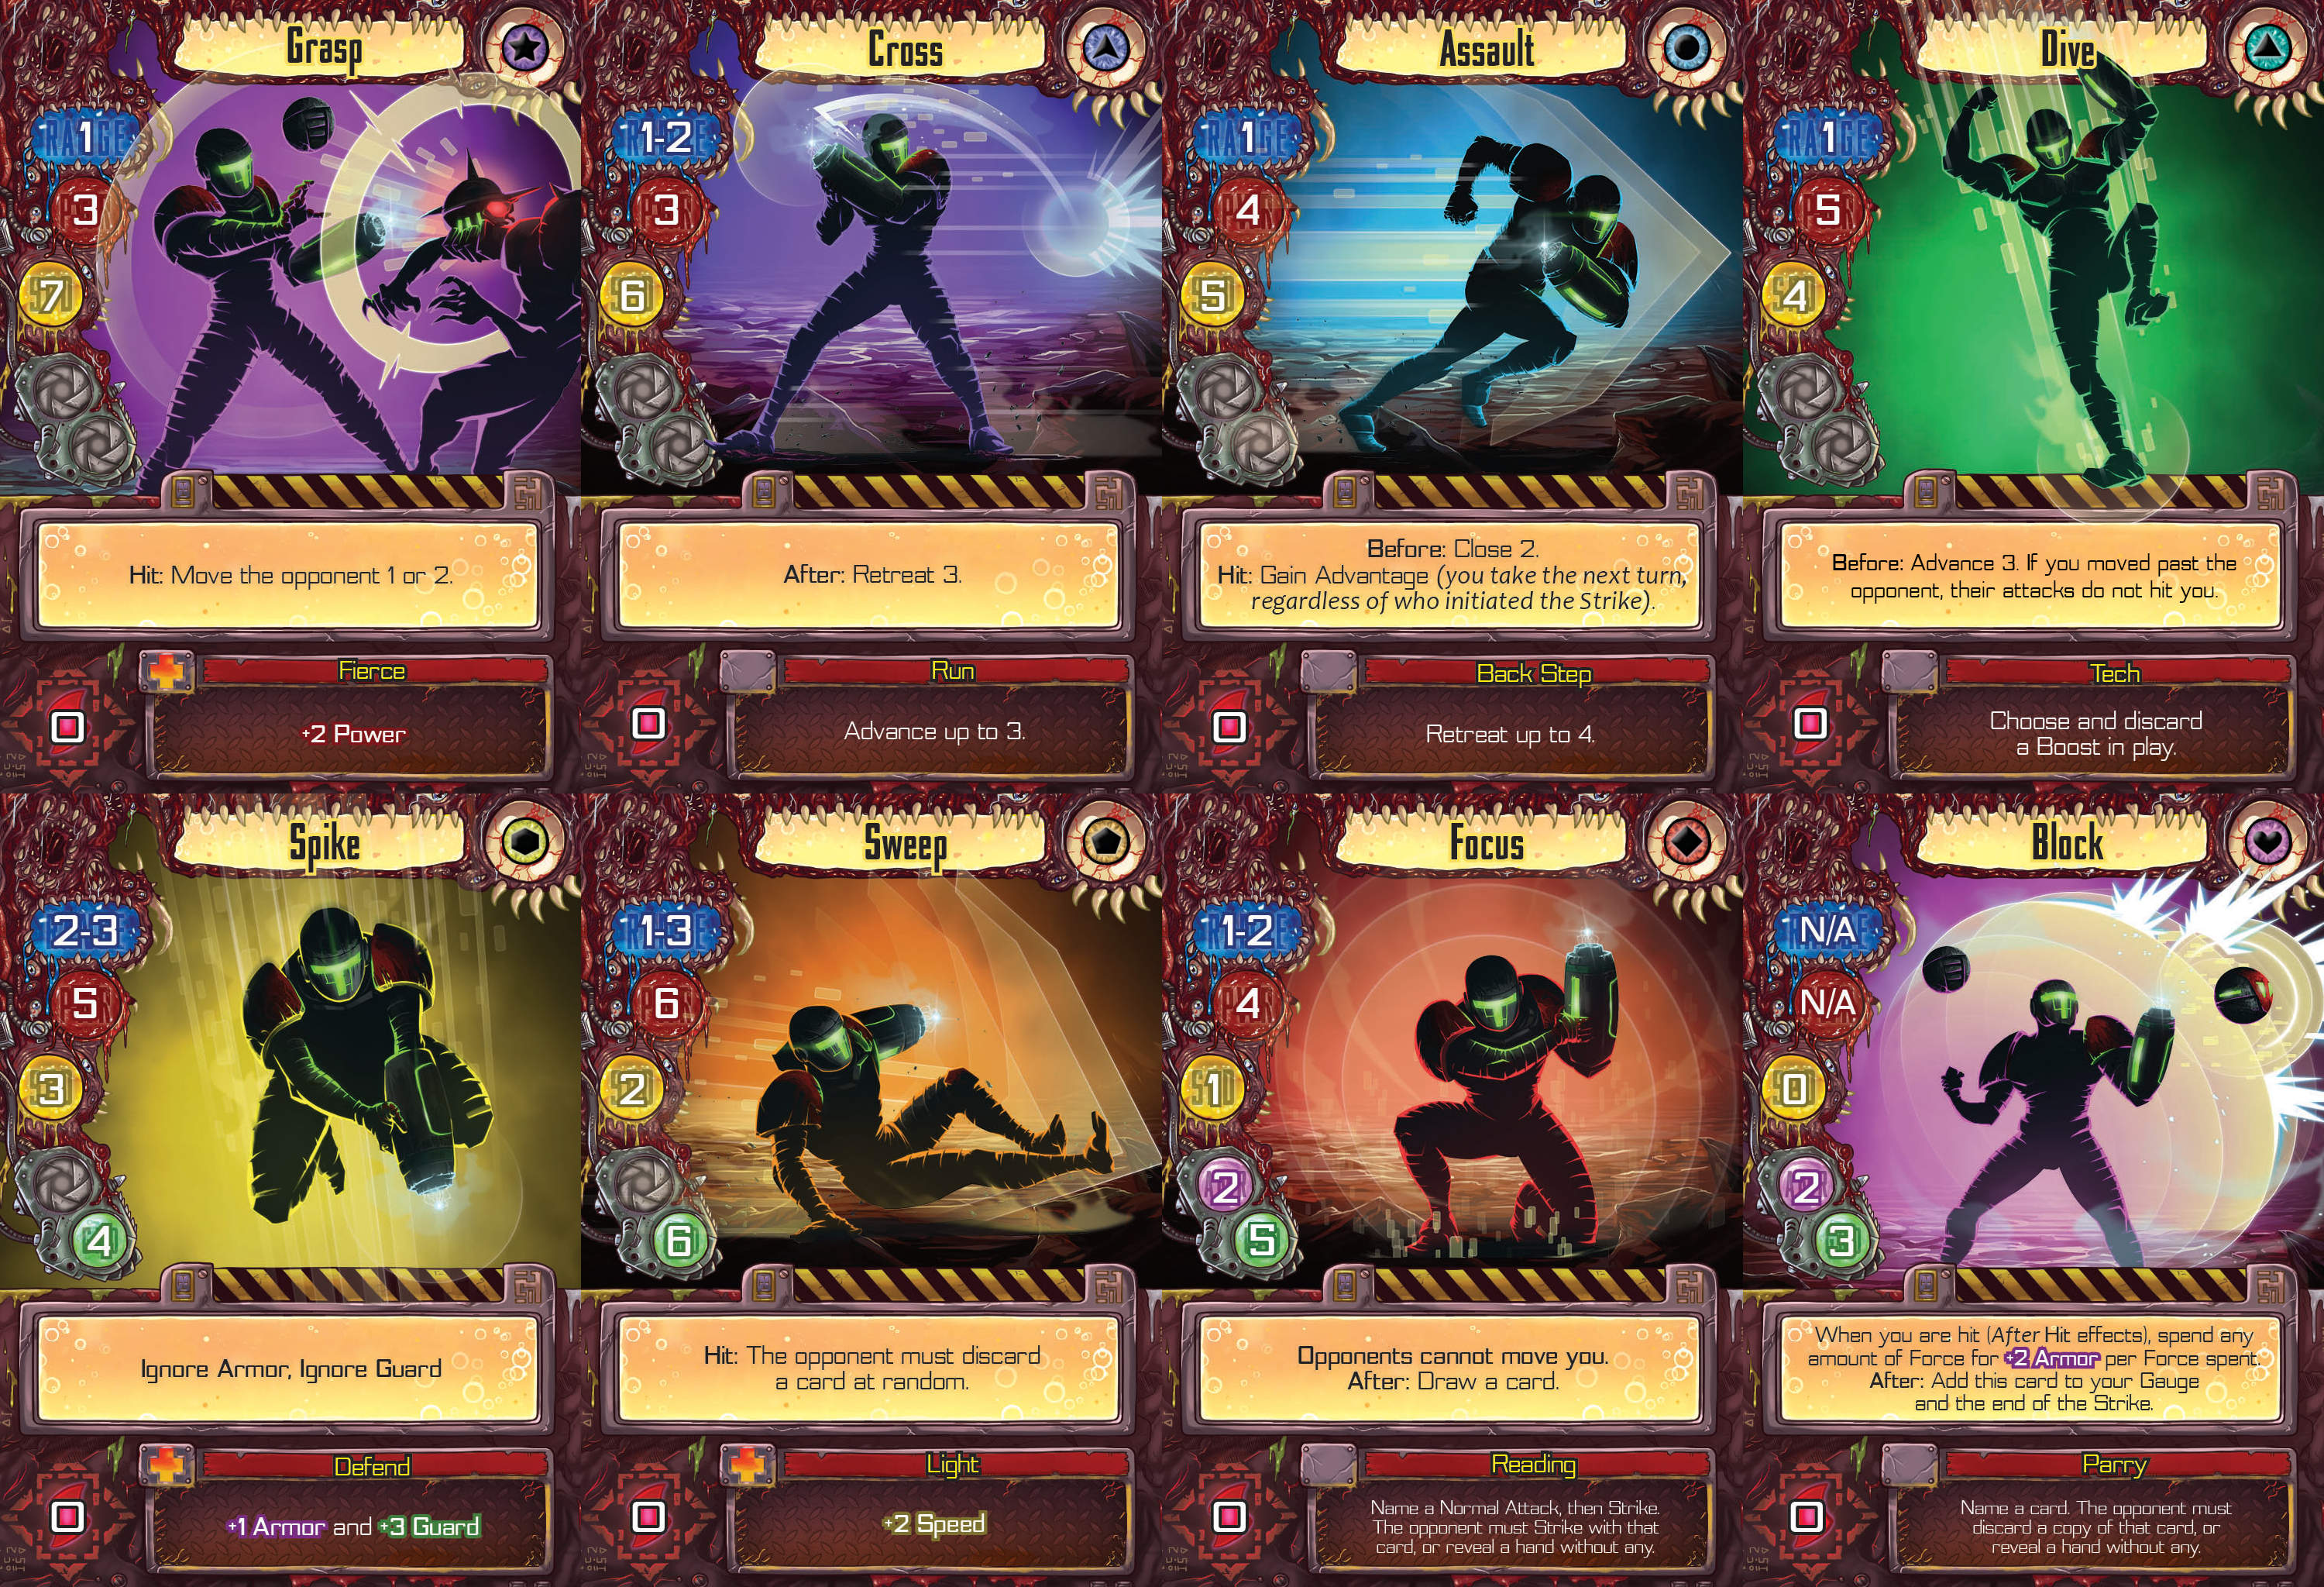 Grasp
RANGE
1
3
7
Hit: Move the opponent 1 or 2.
Fierce
0
+2 Power
Cross
1-2
3
6
After: Retreat 3.
Run
0
Advance up to 3.
Assault
RANGE
1
4
5
Before: Close 2.
Hit: Gain Advantage (you take the next turn,
regardless of who initiated the Strike).
Back Step
0
Retreat up to 4.
Dive
RANGE
1
5
4
Before: Advance 3. If you moved past the
opponent, their attacks do not hit you.
Tech
0
Choose and discard
a Boost in play.
Spike
2-3
5
3
4
Ignore Armor, Ignore Guard
Defend
0
+1 Armor and +3 Guard
Sweep
1-3
6
2
6
Hit: The opponent must discard
a card at random.
Light
0
+2 Speed
Focus
1-2
4
1
2
5
Opponents cannot move you.
After: Draw a card.
Reading
0
Name a Normal Attack, then Strike.
The opponent must Strike with that
card, or reveal a hand without any.
Block
N/A
N/A
0
2
3
When you are hit (After Hit effects), spend any
amount of Force for +2 Armor per Force spent.
After: Add this card to your Gauge
and the end of the Strike.
Parry
0
Name a card. The opponent must
discard a copy of that card, or
reveal a hand without any.